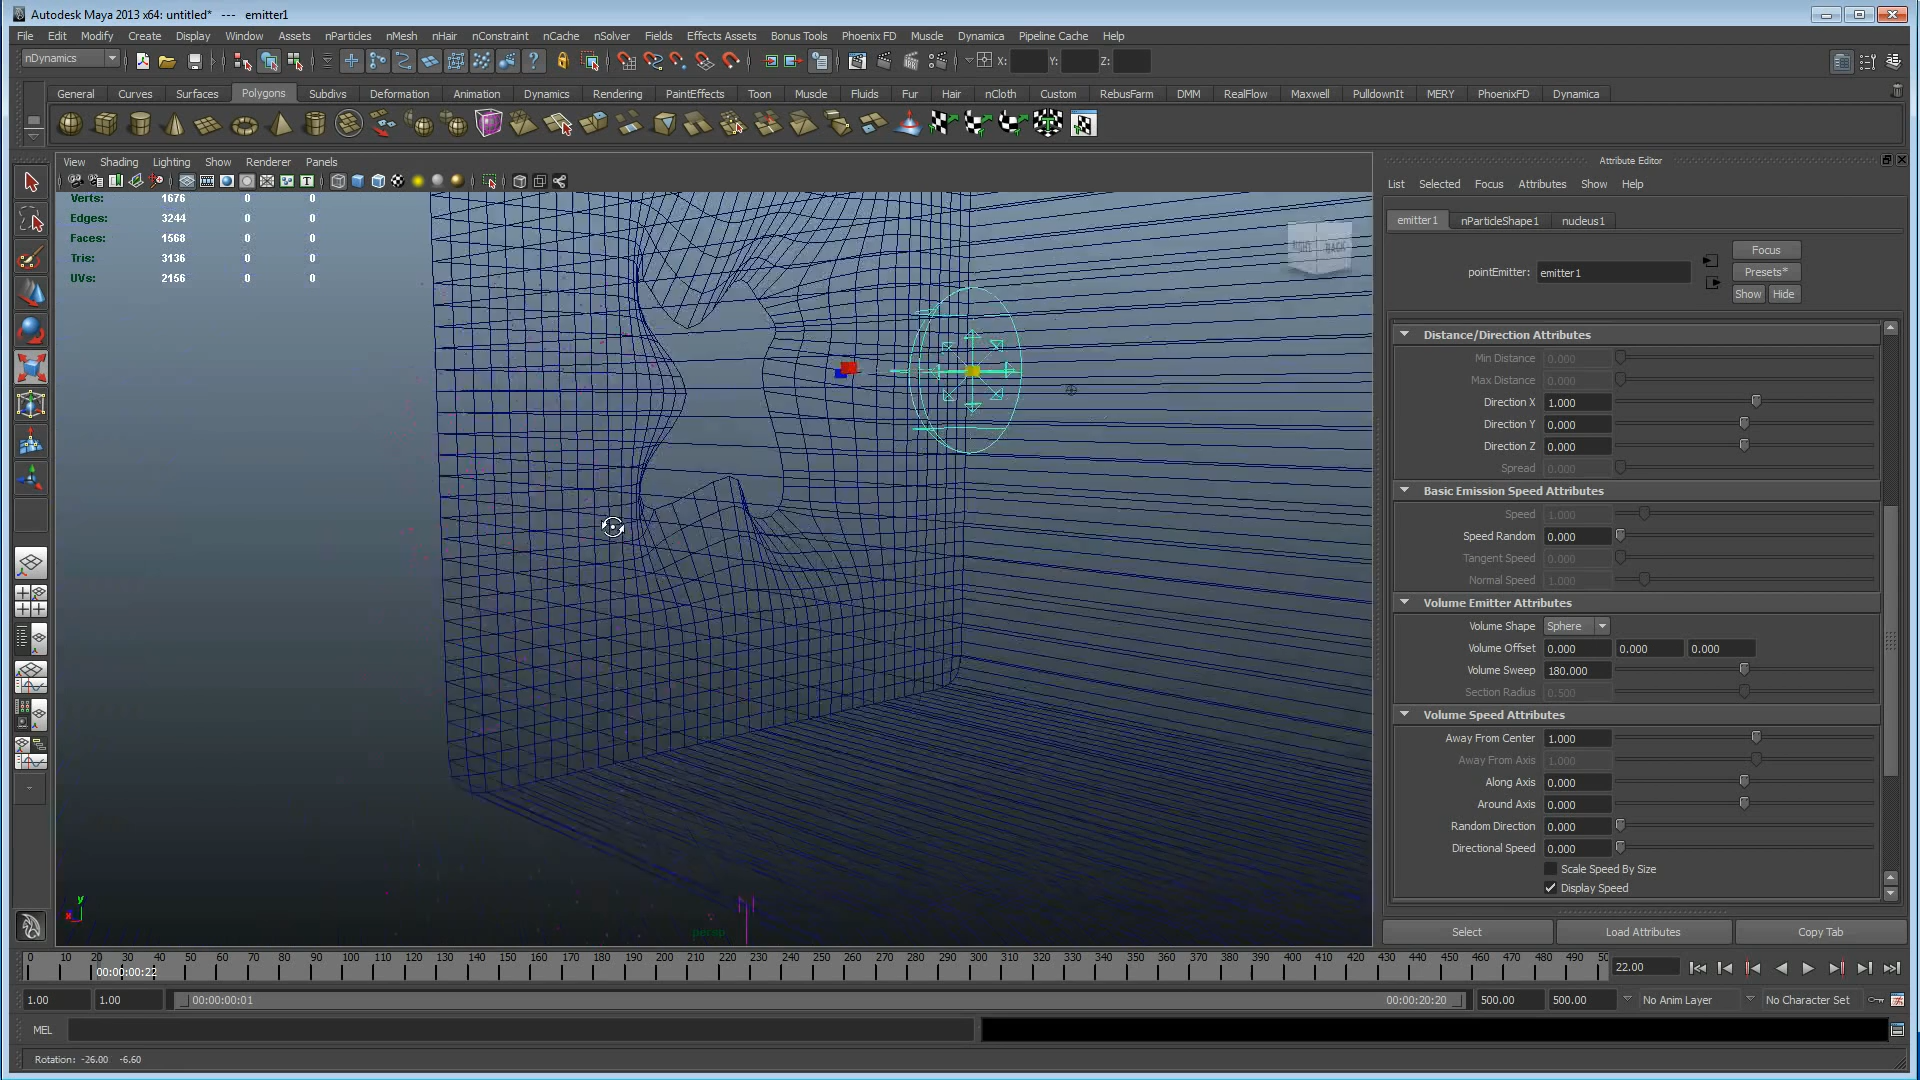 Autodesk Maya 2013 x64: untitled*   ---   emitter1
File Edit Modify Create Display Window Assets nParticles nMesh nHair nConstraint nCache nSolver Fields Effects Assets Bonus Tools Phoenix FD Muscle Dynamica Pipeline Cache Help
nDynamics X: Y: Z:
General Curves Surfaces Polygons Subdivs Deformation Animation Dynamics Rendering PaintEffects Toon Muscle Fluids Fur Hair nCloth Custom RebusFarm DMM RealFlow Maxwell PulldownIt MERY PhoenixFD Dynamica
View Shading Lighting Show Renderer Panels
Verts: 1676 0 0
Edges: 3244 0 0
Faces: 1568 0 0
Tris: 3136 0 0
UVs: 2156 0 0
RIGHT BACK
persp
y
x
Attribute Editor
List Selected Focus Attributes Show Help
emitter1 nParticleShape1 nucleus1
pointEmitter: emitter1
Focus
Presets*
Show Hide
Distance/Direction Attributes
Min Distance 0.000
Max Distance 0.000
Direction X 1.000
Direction Y 0.000
Direction Z 0.000
Spread 0.000
Basic Emission Speed Attributes
Speed 1.000
Speed Random 0.000
Tangent Speed 0.000
Normal Speed 1.000
Volume Emitter Attributes
Volume Shape Sphere
Volume Offset 0.000 0.000 0.000
Volume Sweep 180.000
Section Radius 0.500
Volume Speed Attributes
Away From Center 1.000
Away From Axis 1.000
Along Axis 0.000
Around Axis 0.000
Random Direction 0.000
Directional Speed 0.000
Scale Speed By Size
Display Speed
Select Load Attributes Copy Tab
0 10 20 30 40 50 60 70 80 90 100 110 120 130 140 150 160 170 180 190 200 210 220 230 240 250 260 270 280 290 300 310 320 330 340 350 360 370 380 390 400 410 420 430 440 450 460 470 480 490 50
00:00:00:22
22.00
1.00 1.00 00:00:00:01 00:00:20:20 500.00 500.00 No Anim Layer No Character Set
MEL
Rotation: -26.00 -6.60